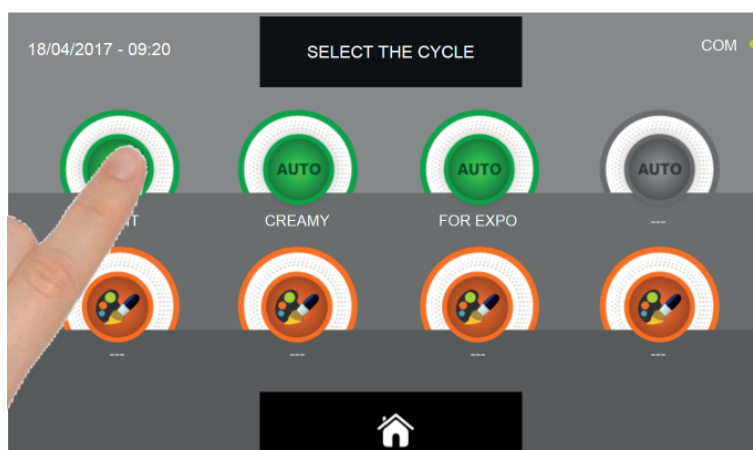 18/04/2017 - 09:20
SELECT THE CYCLE
COM
AUTO
AUTO
AUTO
CREAMY
FOR EXPO
---
---
---
---
---